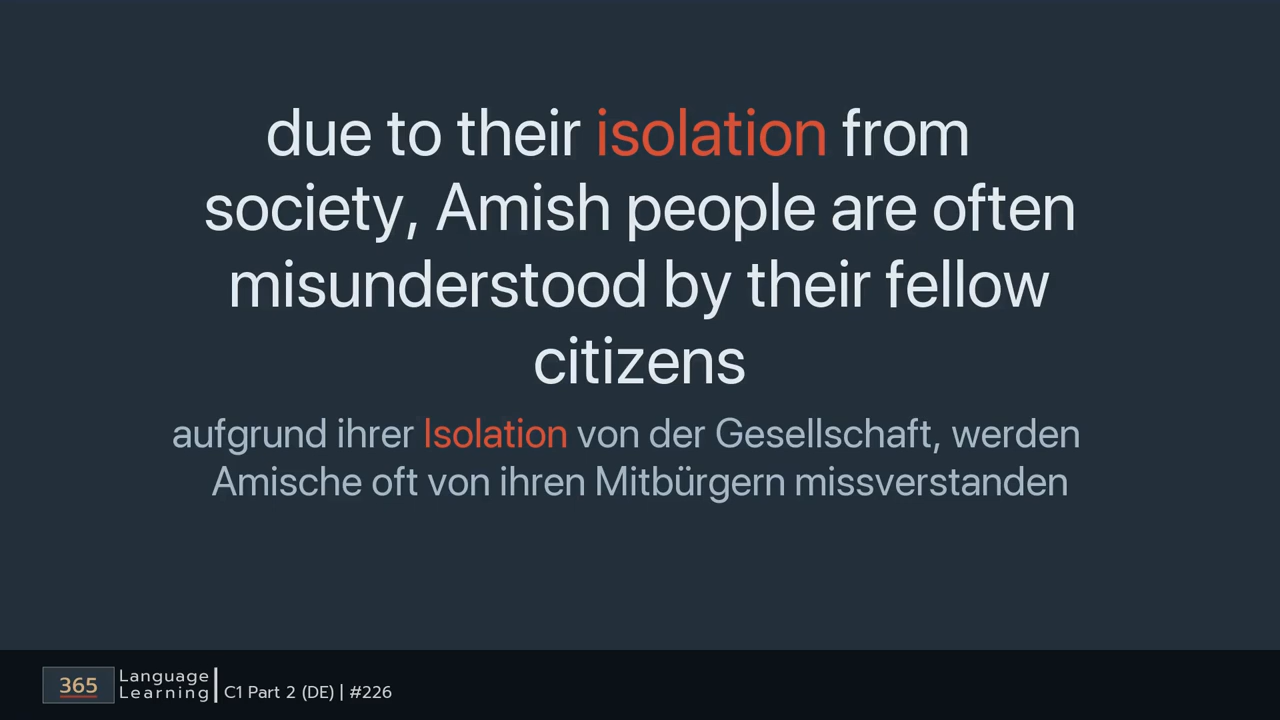 due to their isolation from
society, Amish people are often
misunderstood by their fellow
citizens
aufgrund ihrer Isolation von der Gesellschaft, werden
Amische oft von ihren Mitbürgern missverstanden
365
Language
Learning
C1 Part 2 (DE) | #226